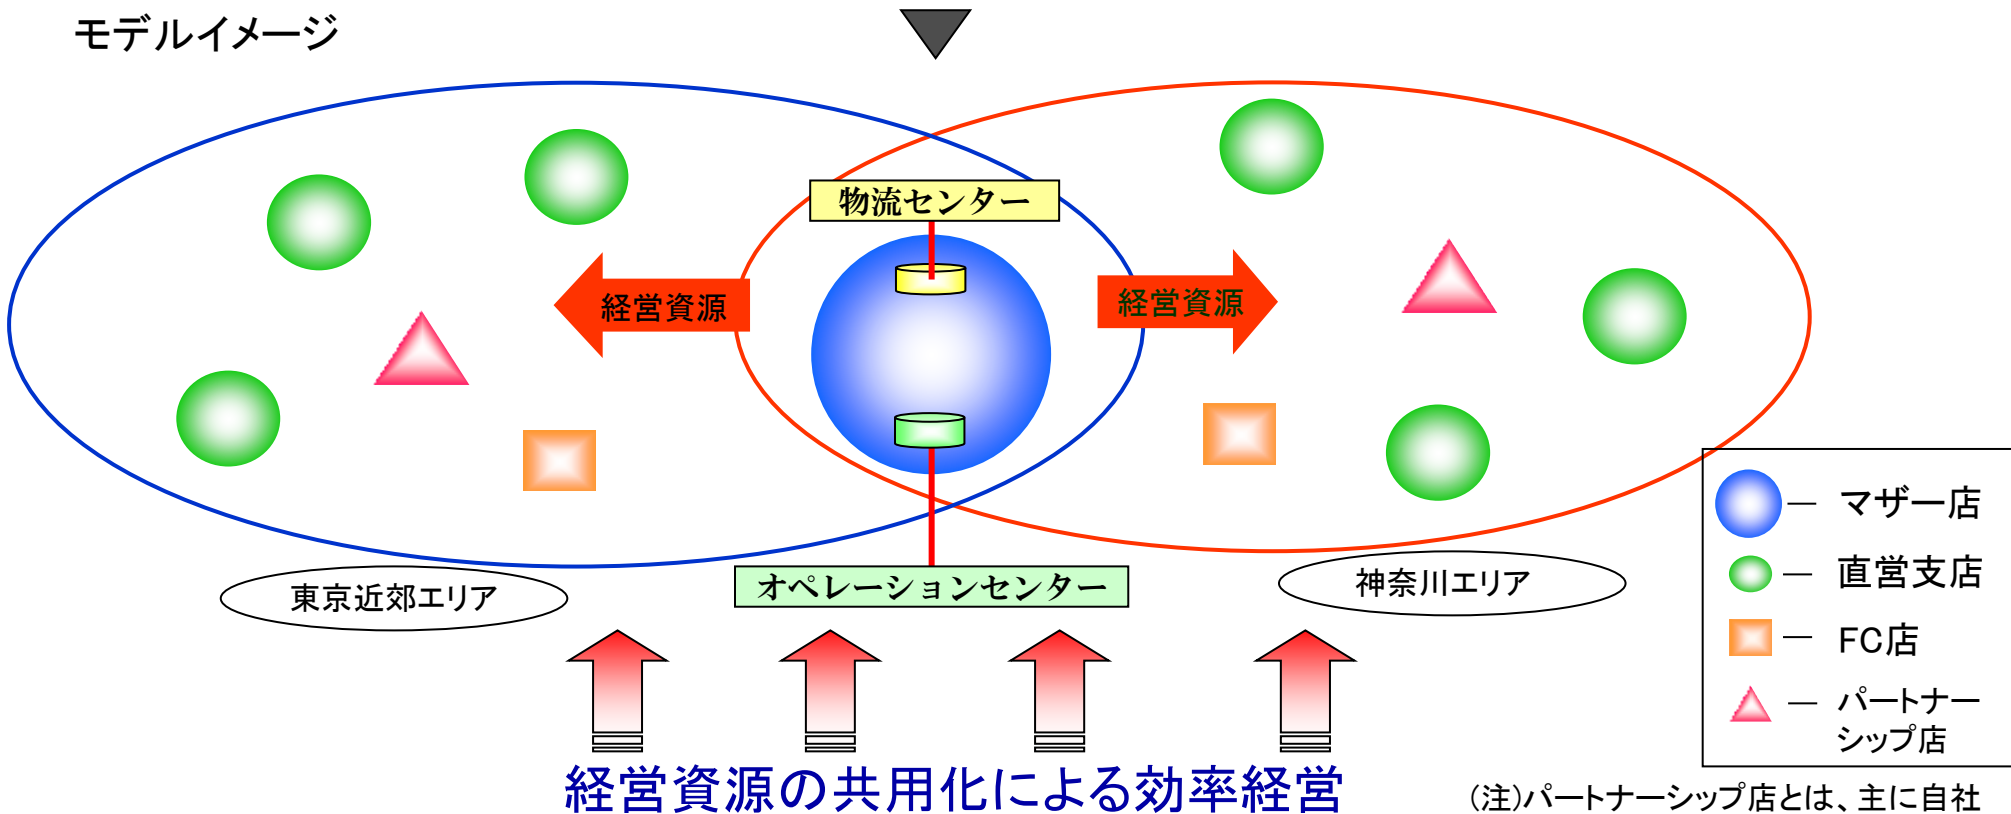 モデルイメージ
物流センター
経営資源
経営資源
オペレーションセンター
東京近郊エリア
神奈川エリア
マザー店
直営支店
FC店
パートナー
シップ店
経営資源の共用化による効率経営
(注)パートナーシップ店とは、主に自社